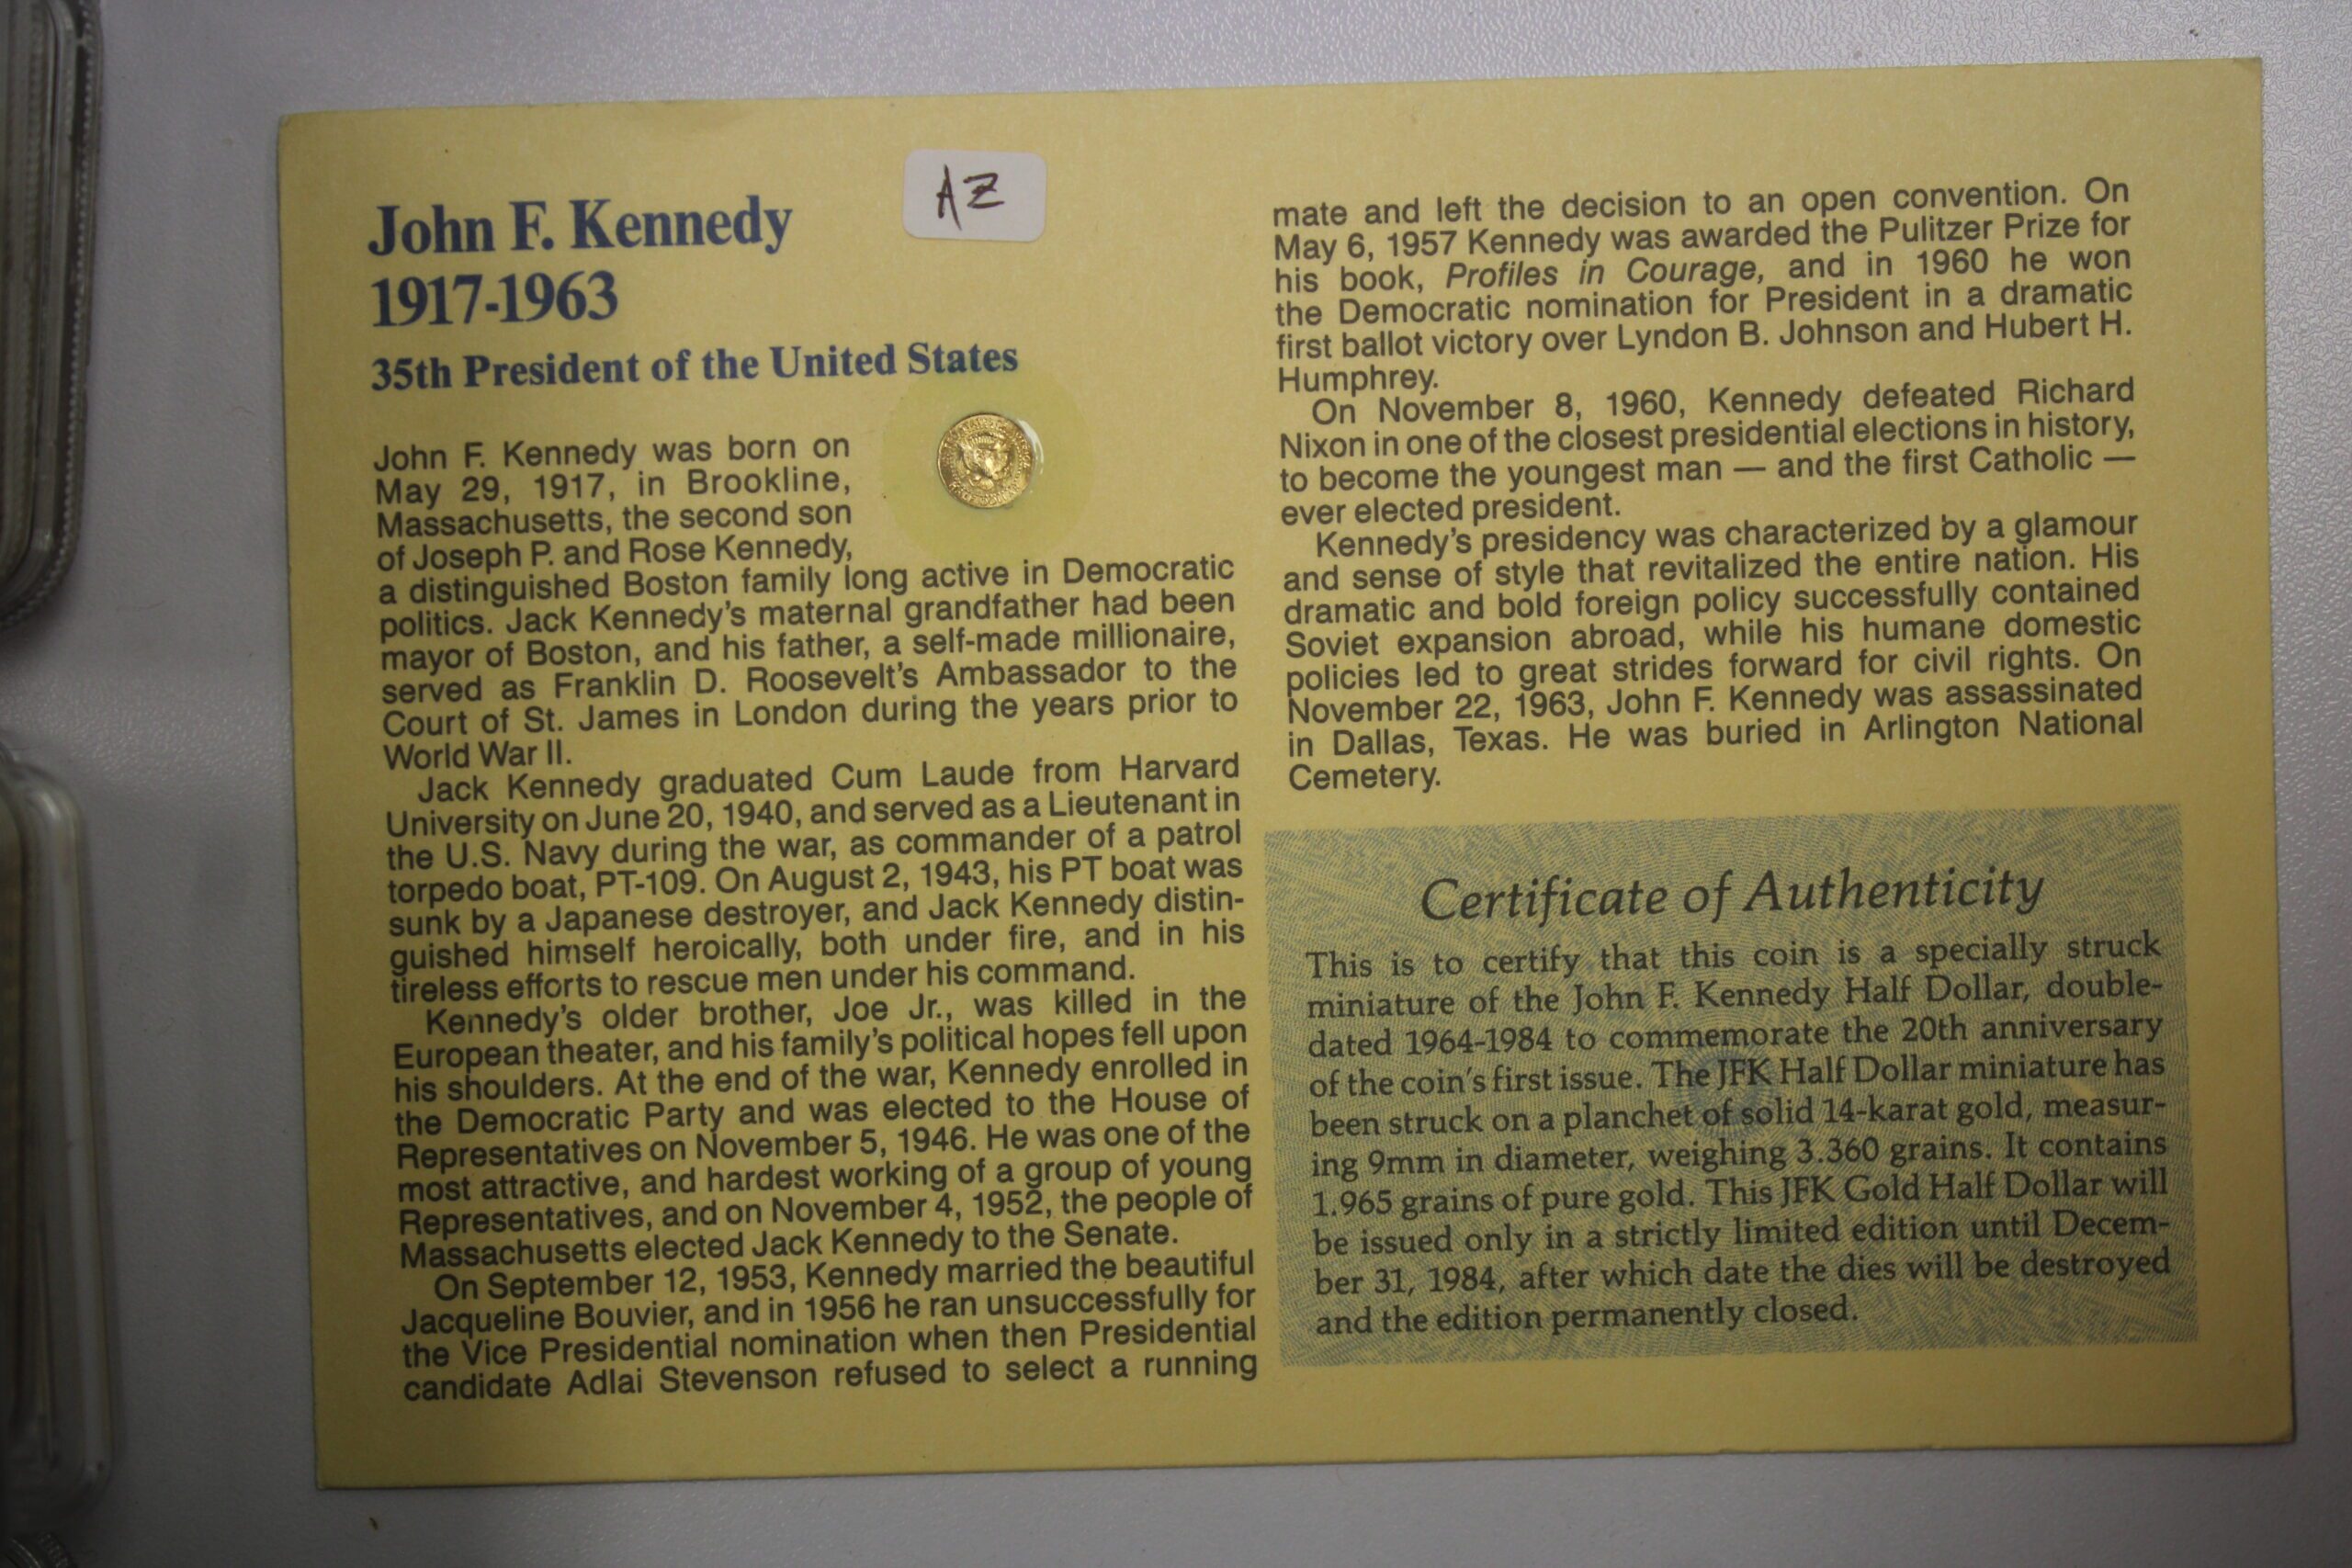 John F. Kennedy
1917-1963
35th President of the United States
AZ
John F. Kennedy was born on
May 29, 1917, in Brookline,
Massachusetts, the second son
of Joseph P. and Rose Kennedy,
a distinguished Boston family long active in Democratic
politics. Jack Kennedy's maternal grandfather had been
mayor of Boston, and his father, a self-made millionaire,
served as Franklin D. Roosevelt's Ambassador to the
Court of St. James in London during the years prior to
World War II.
Jack Kennedy graduated Cum Laude from Harvard
University on June 20, 1940, and served as a Lieutenant in
the U.S. Navy during the war, as commander of a patrol
torpedo boat, PT-109. On August 2, 1943, his PT boat was
sunk by a Japanese destroyer, and Jack Kennedy distin-
guished himself heroically, both under fire, and in his
tireless efforts to rescue men under his command.
Kennedy's older brother, Joe Jr., was killed in the
European theater, and his family's political hopes fell upon
his shoulders. At the end of the war, Kennedy enrolled in
the Democratic Party and was elected to the House of
Representatives on November 5, 1946. He was one of the
most attractive, and hardest working of a group of young
Representatives, and on November 4, 1952, the people of
Massachusetts elected Jack Kennedy to the Senate.
On September 12, 1953, Kennedy married the beautiful
Jacqueline Bouvier, and in 1956 he ran unsuccessfully for
the Vice Presidential nomination when then Presidential
candidate Adlai Stevenson refused to select a running
mate and left the decision to an open convention. On
May 6, 1957 Kennedy was awarded the Pulitzer Prize for
his book, Profiles in Courage, and in 1960 he won
the Democratic nomination for President in a dramatic
first ballot victory over Lyndon B. Johnson and Hubert H.
Humphrey.
On November 8, 1960, Kennedy defeated Richard
Nixon in one of the closest presidential elections in history,
to become the youngest man — and the first Catholic —
ever elected president.
Kennedy's presidency was characterized by a glamour
and sense of style that revitalized the entire nation. His
dramatic and bold foreign policy successfully contained
Soviet expansion abroad, while his humane domestic
policies led to great strides forward for civil rights. On
November 22, 1963, John F. Kennedy was assassinated
in Dallas, Texas. He was buried in Arlington National
Cemetery.
Certificate of Authenticity
This is to certify that this coin is a specially struck
miniature of the John F. Kennedy Half Dollar, double-
dated 1964-1984 to commemorate the 20th anniversary
of the coin's first issue. The JFK Half Dollar miniature has
been struck on a planchet of solid 14-karat gold, measur-
ing 9mm in diameter, weighing 3.360 grains. It contains
1.965 grains of pure gold. This JFK Gold Half Dollar will
be issued only in a strictly limited edition until Decem-
ber 31, 1984, after which date the dies will be destroyed
and the edition permanently closed.